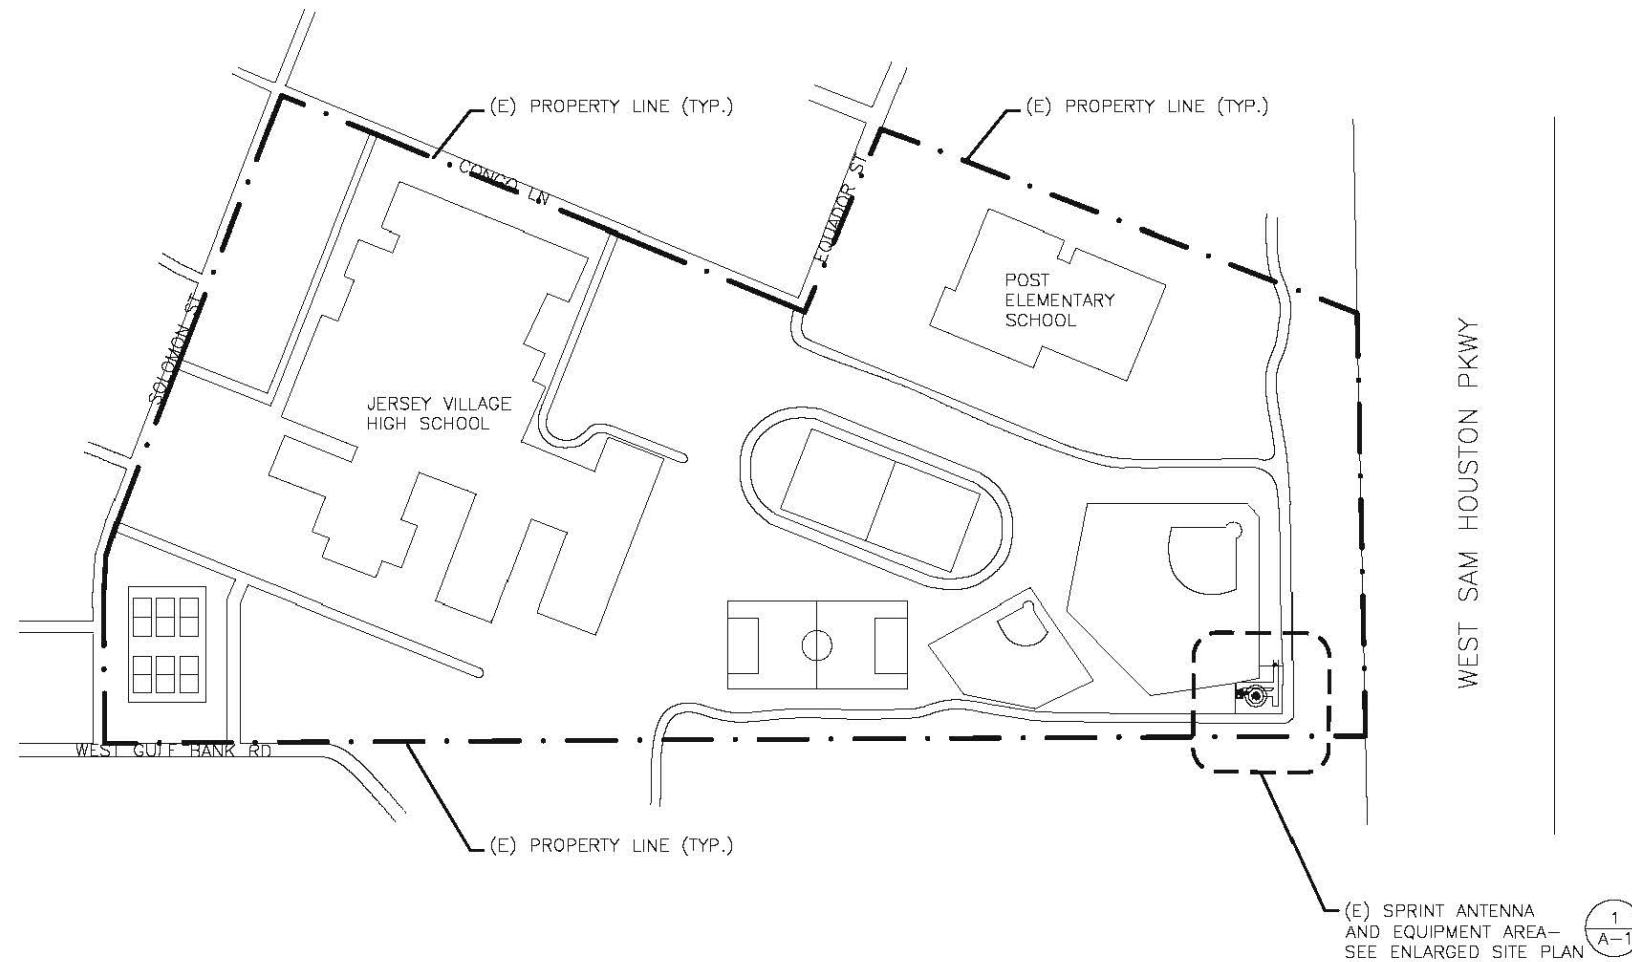 (E) PROPERTY LINE (TYP.)
(E) PROPERTY LINE (TYP.)
CONGO LN
EQUADOR ST
POST
ELEMENTARY
SCHOOL
SOLOMON ST
WEST SAM HOUSTON PKWY
JERSEY VILLAGE
HIGH SCHOOL
WEST GULF BANK RD
(E) PROPERTY LINE (TYP.)
(E) SPRINT ANTENNA
AND EQUIPMENT AREA-
SEE ENLARGED SITE PLAN
1
A-1